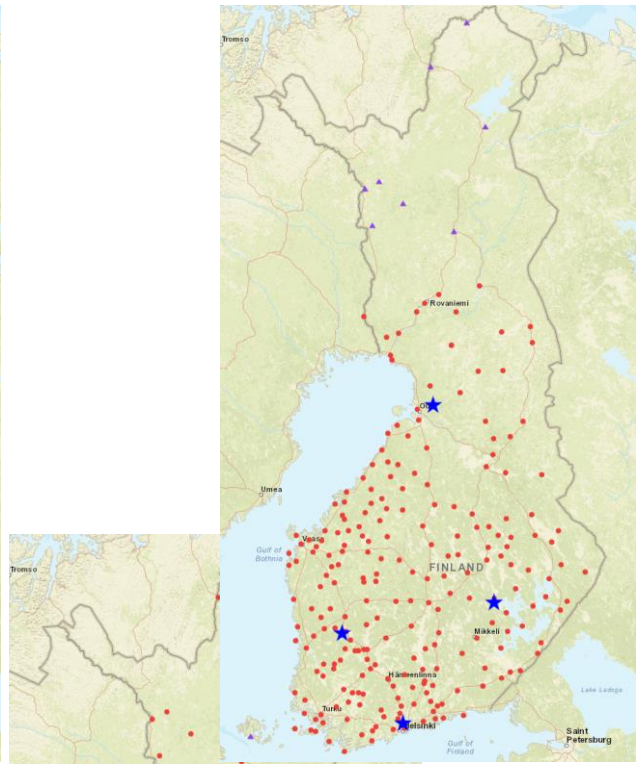 Tromso
Rovaniemi
Umea
Vaasa
Gulf of
Bothnia
FINLAND
Tromso
Mikkeli
Hämeenlinna
Turku
Helsinki
Lake Ladoga
Gulf of
Finland
Saint
Petersburg